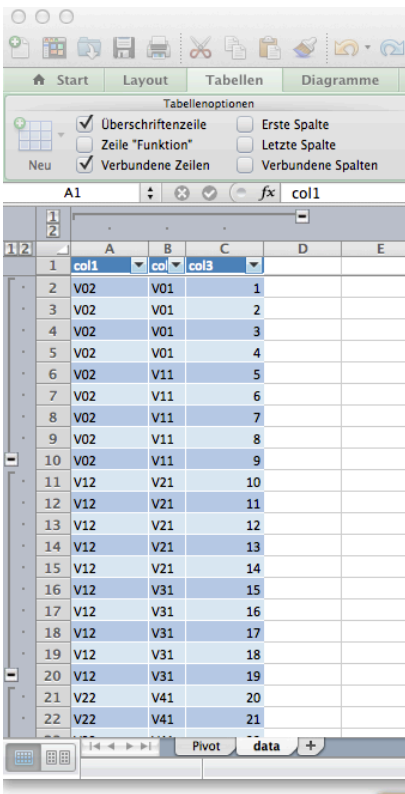 Start Layout Tabellen Diagramme
Tabellenoptionen
Neu
Überschriftenzeile Erste Spalte
Zeile "Funktion" Letzte Spalte
Verbundene Zeilen Verbundene Spalten
A1 fx col1
1
2
1 2 A B C D E
1 col1 col col3
2 V02 V01 1
3 V02 V01 2
4 V02 V01 3
5 V02 V01 4
6 V02 V11 5
7 V02 V11 6
8 V02 V11 7
9 V02 V11 8
10 V02 V11 9
11 V12 V21 10
12 V12 V21 11
13 V12 V21 12
14 V12 V21 13
15 V12 V21 14
16 V12 V31 15
17 V12 V31 16
18 V12 V31 17
19 V12 V31 18
20 V12 V31 19
21 V22 V41 20
22 V22 V41 21
Pivot data +